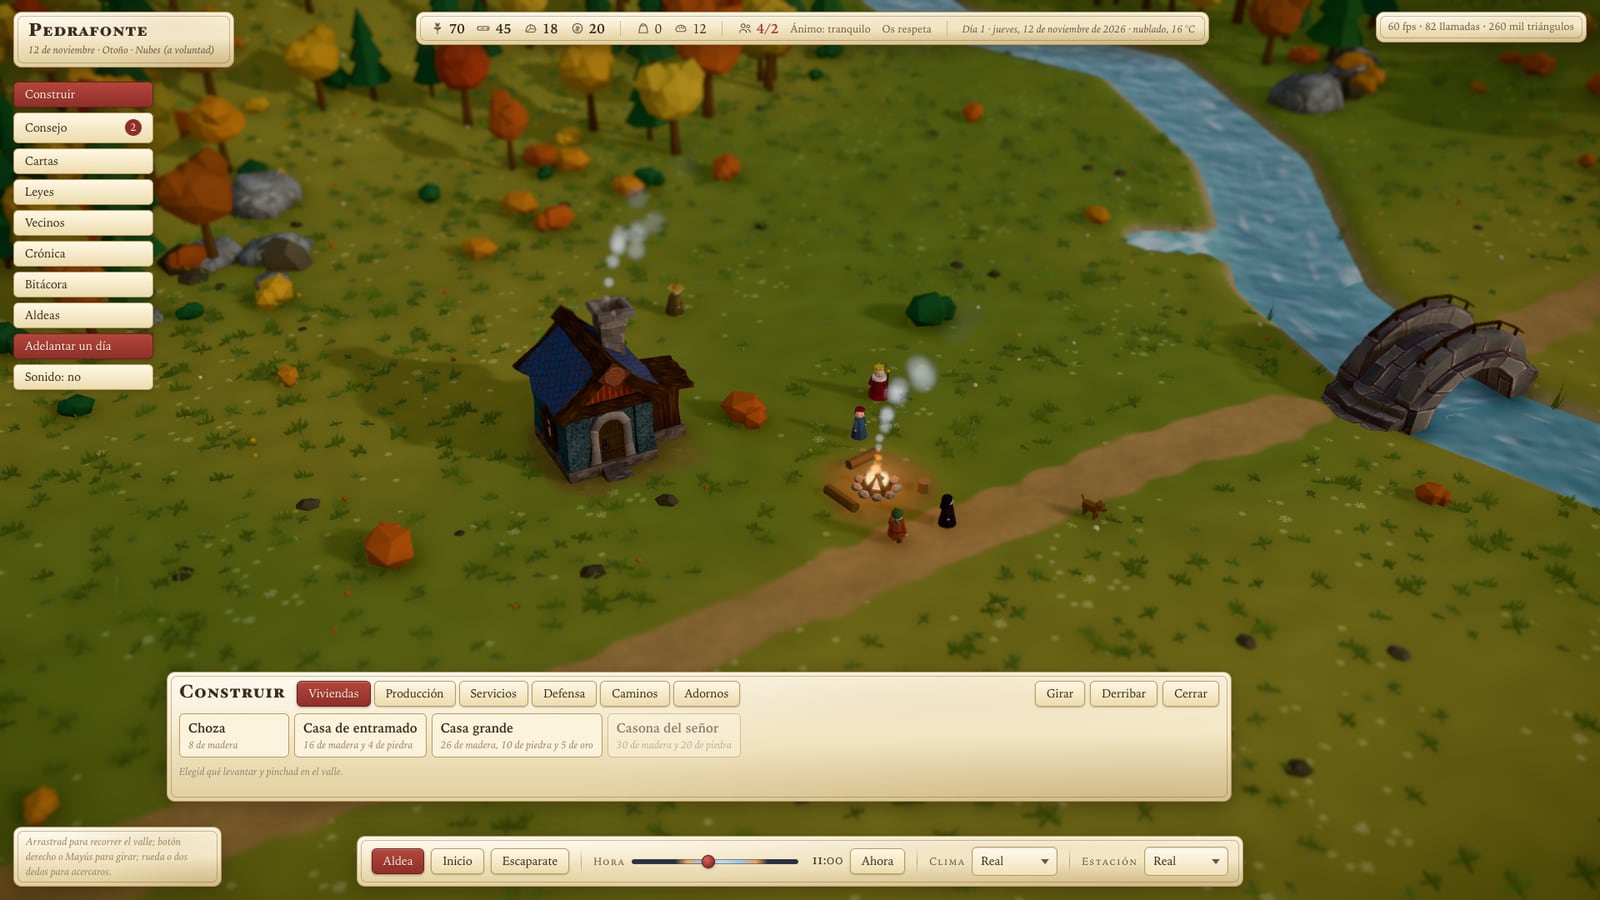 Pedrafonte
12 de noviembre · Otoño · Nubes (a voluntad)
70 45 18 20 0 12 4/2 Ánimo: tranquilo Os respeta Día 1 · jueves, 12 de noviembre de 2026 · nublado, 16 °C
60 fps · 82 llamadas · 260 mil triángulos
Construir
Consejo 2
Cartas
Leyes
Vecinos
Crónica
Bitácora
Aldeas
Adelantar un día
Sonido: no
Construir Viviendas Producción Servicios Defensa Caminos Adornos Girar Derribar Cerrar
Choza
8 de madera
Casa de entramado
16 de madera y 4 de piedra
Casa grande
26 de madera, 10 de piedra y 5 de oro
Casona del señor
30 de madera y 20 de piedra
Elegid qué levantar y pinchad en el valle.
Arrastrad para recorrer el valle; botón
derecho o Mayús para girar; rueda o dos
dedos para acercaros.
Aldea Inicio Escaparate Hora 11:00 Ahora Clima Real Estación Real